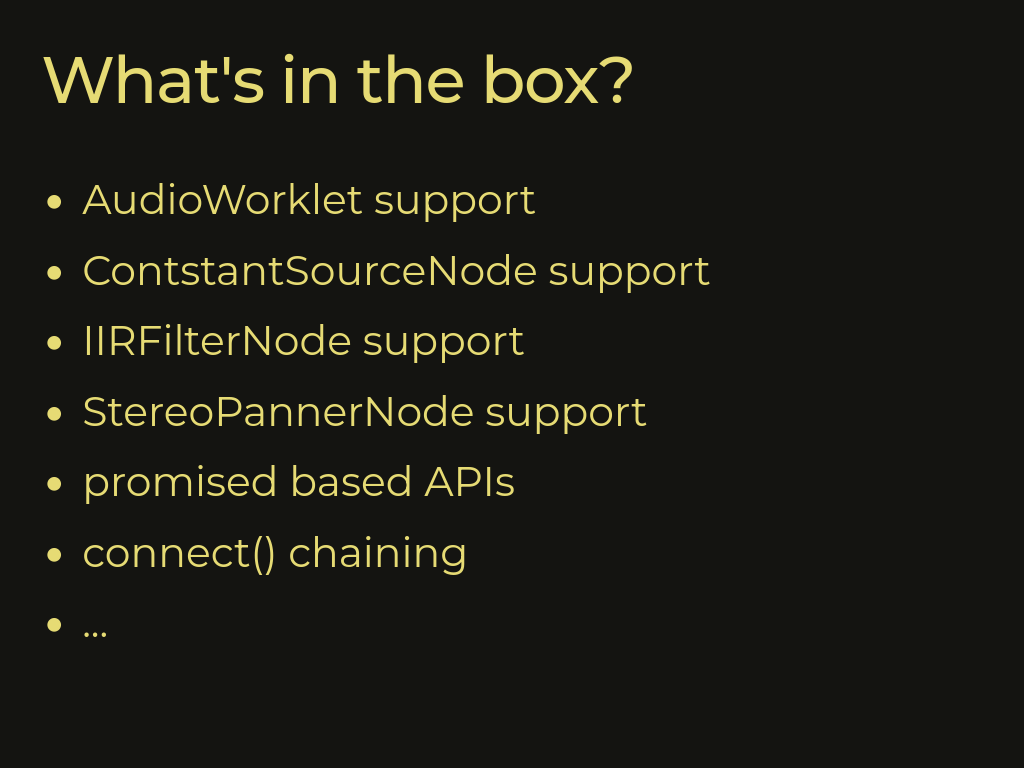 What's in the box?
• AudioWorklet support
• ContstantSourceNode support
• IIRFilterNode support
• StereoPannerNode support
• promised based APIs
• connect() chaining
• ...